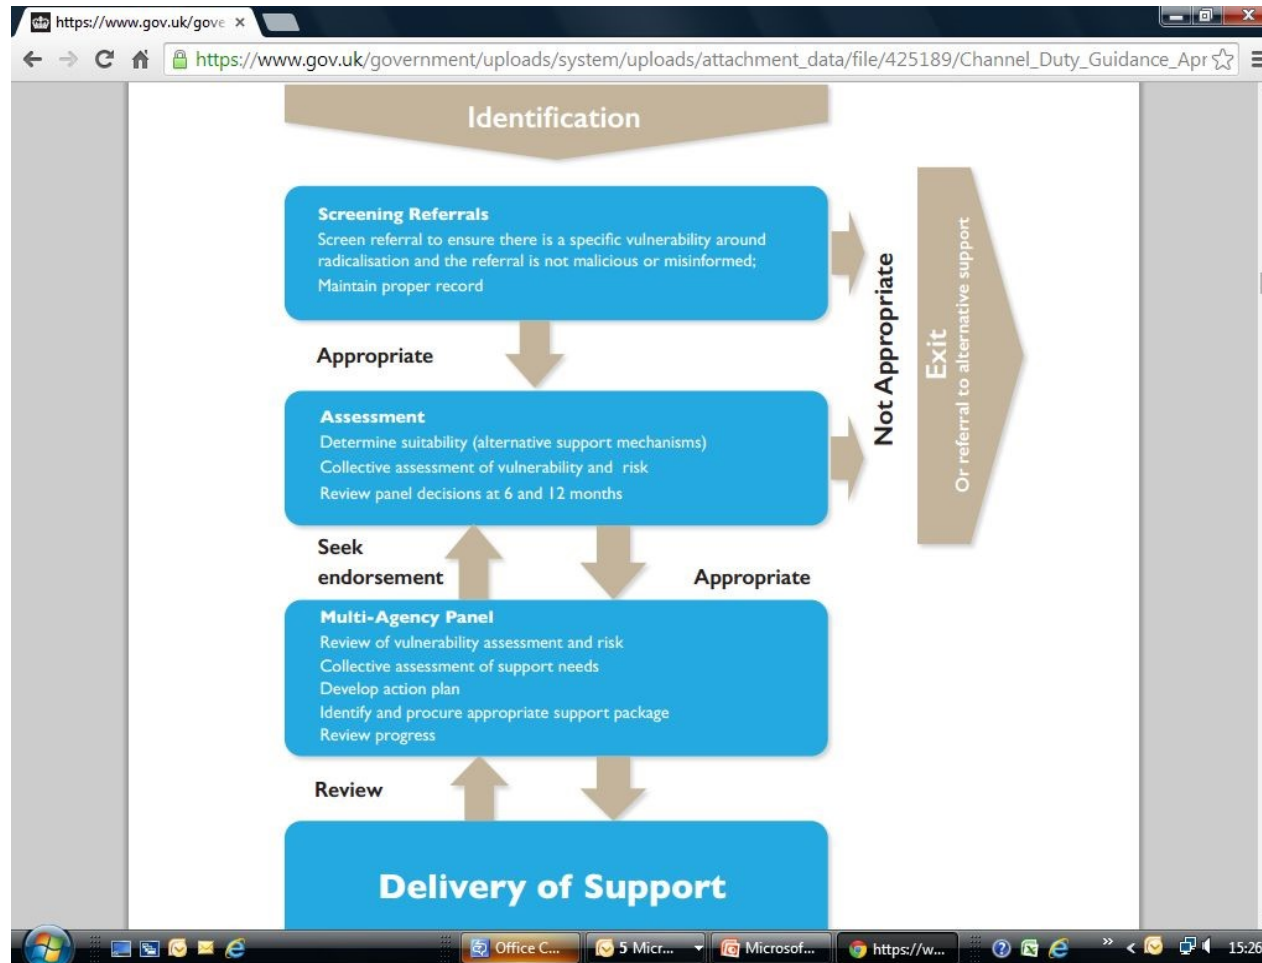 https://www.gov.uk/gove
https://www.gov.uk/government/uploads/system/uploads/attachment_data/file/425189/Channel_Duty_Guidance_Apr
Identification
Screening Referrals
Screen referral to ensure there is a specific vulnerability around
radicalisation and the referral is not malicious or misinformed;
Maintain proper record
Appropriate
Not Appropriate
Exit
Or referral to alternative support
Assessment
Determine suitability (alternative support mechanisms)
Collective assessment of vulnerability and risk
Review panel decisions at 6 and 12 months
Seek
endorsement
Appropriate
Multi-Agency Panel
Review of vulnerability assessment and risk
Collective assessment of support needs
Develop action plan
Identify and procure appropriate support package
Review progress
Review
Delivery of Support
Office C...
5 Micr...
Microsof...
https://w...
15:26